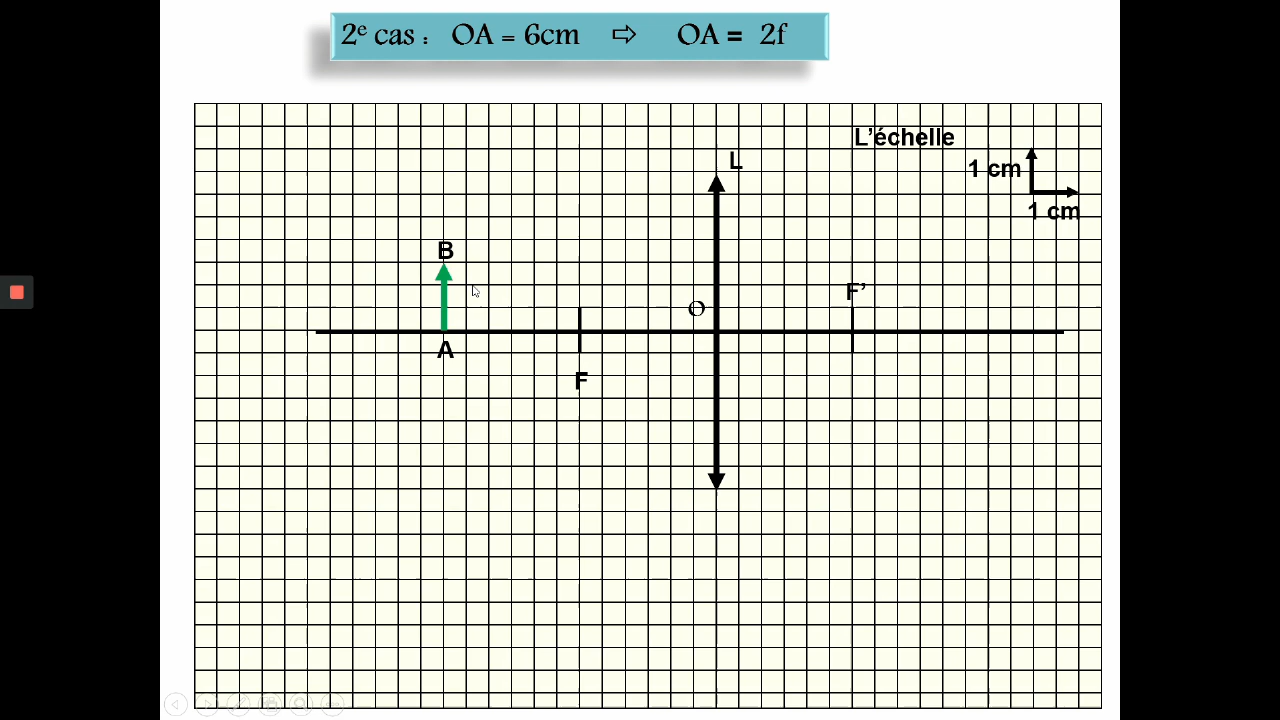 2e cas : OA = 6cm ⇨ OA = 2f
L'échelle
L
1 cm
1 cm
B
F'
O
A
F